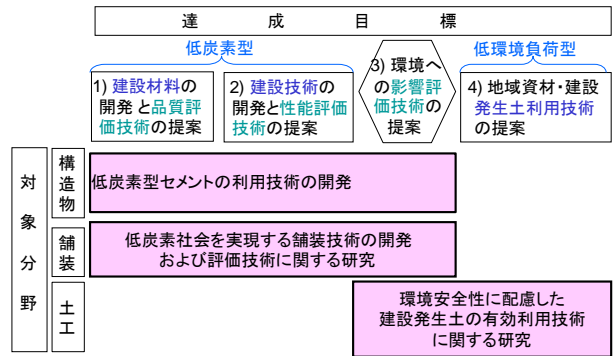 達成目標
低炭素型
低環境負荷型
1) 建設材料の
開発と品質評
価技術の提案
2) 建設技術の
開発と性能評価
技術の提案
3) 環境へ
の影響評
価技術の
提案
4) 地域資材・建設
発生土利用技術
の提案
対象分野
構造物
低炭素型セメントの利用技術の開発
舗装
低炭素社会を実現する舗装技術の開発
および評価技術に関する研究
土工
環境安全性に配慮した
建設発生土の有効利用技術
に関する研究